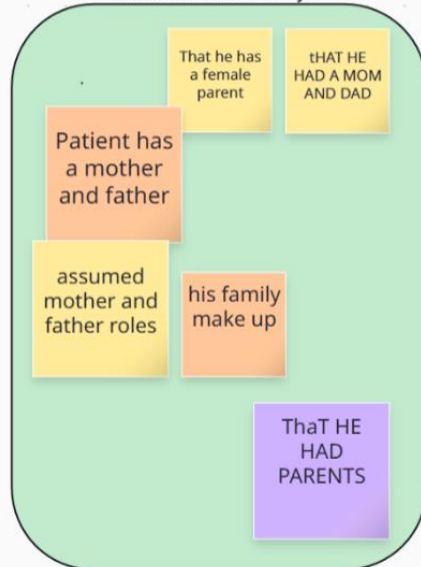 That he has
a female
parent
tHAT HE
HAD A MOM
AND DAD
Patient has
a mother
and father
assumed
mother and
father roles
his family
make up
ThaT HE
HAD
PARENTS